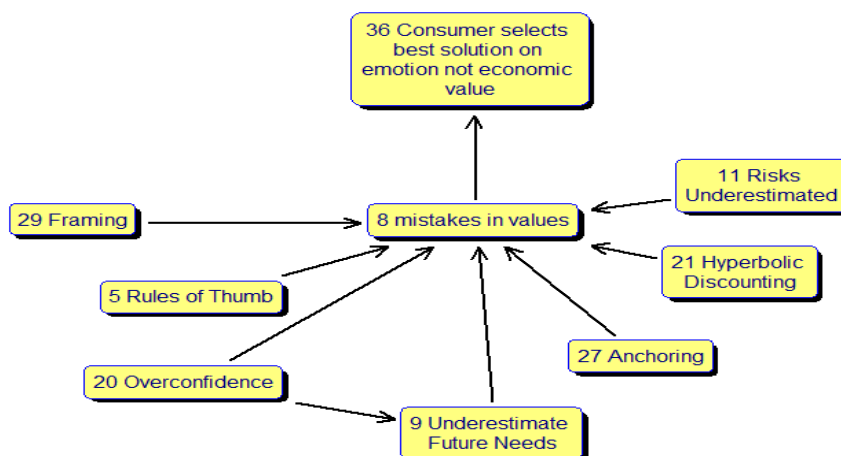 36 Consumer selects
best solution on
emotion not economic
value
11 Risks
Underestimated
29 Framing
8 mistakes in values
21 Hyperbolic
Discounting
5 Rules of Thumb
27 Anchoring
20 Overconfidence
9 Underestimate
Future Needs